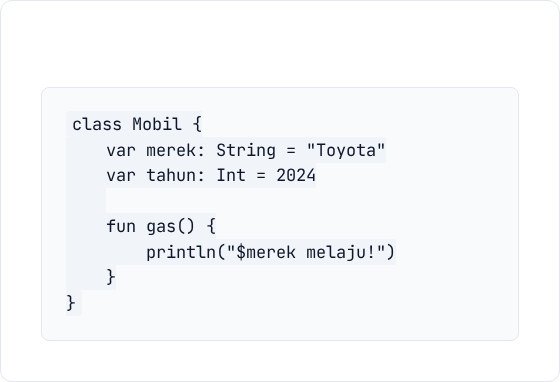 class Mobil {
    var merek: String = "Toyota"
    var tahun: Int = 2024

    fun gas() {
        println("$merek melaju!")
    }
}